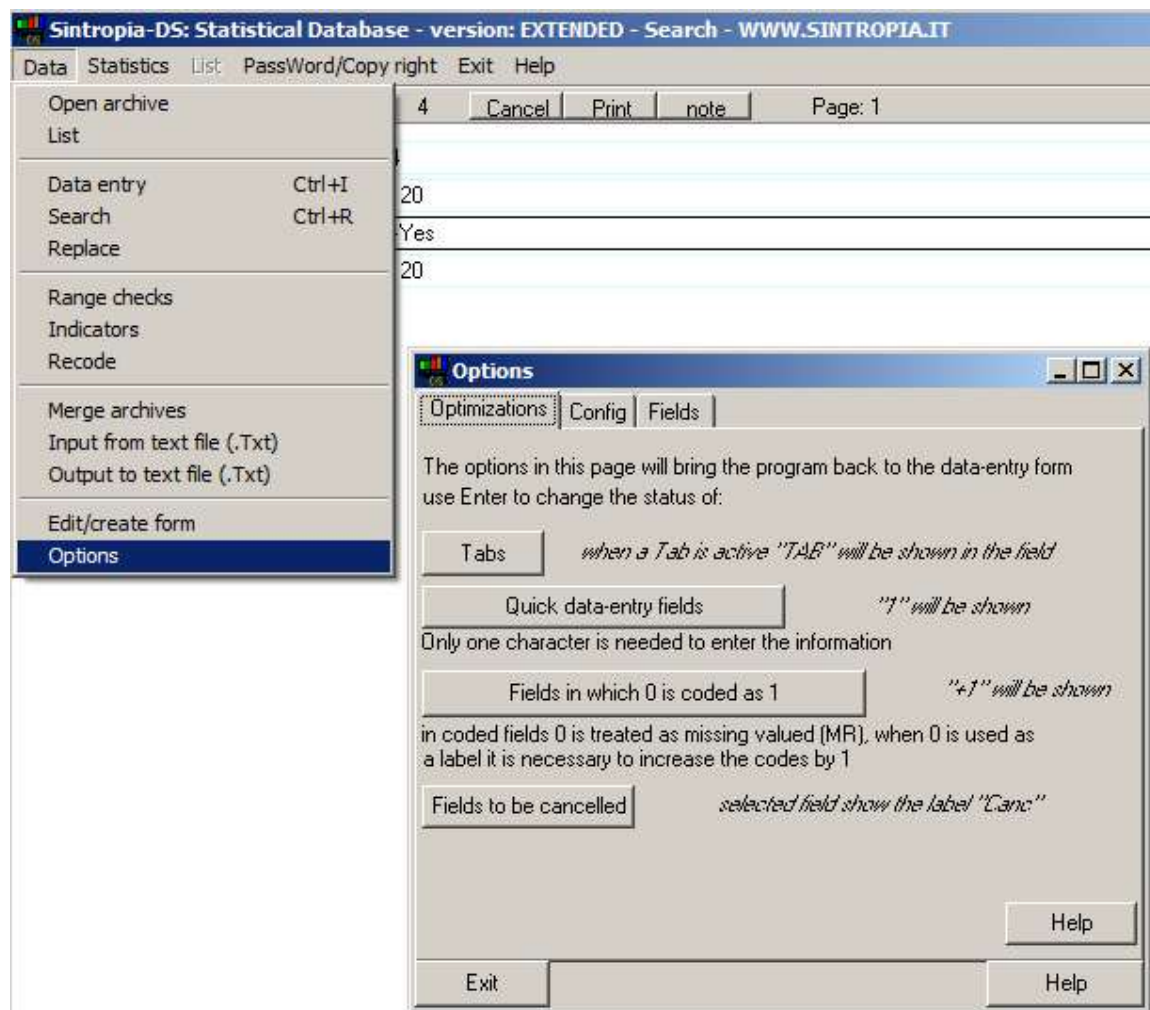 Sintropia-DS: Statistical Database - version: EXTENDED - Search - WWW.SINTROPIA.IT
Data Statistics List PassWord/Copy right Exit Help
Open archive
List
Data entry Ctrl+I
Search Ctrl+R
Replace
Range checks
Indicators
Recode
Merge archives
Input from text file (.Txt)
Output to text file (.Txt)
Edit/create form
Options
4 Cancel Print note Page: 1
20
-Yes
20
Options
Optimizations Config Fields
The options in this page will bring the program back to the data-entry form
use Enter to change the status of:
Tabs when a Tab is active "TAB" will be shown in the field
Quick data-entry fields "1" will be shown
Only one character is needed to enter the information
Fields in which 0 is coded as 1 "+1" will be shown
in coded fields 0 is treated as missing valued (MR), when 0 is used as
a label it is necessary to increase the codes by 1
Fields to be cancelled selected field show the label "Canc"
Help
Exit Help